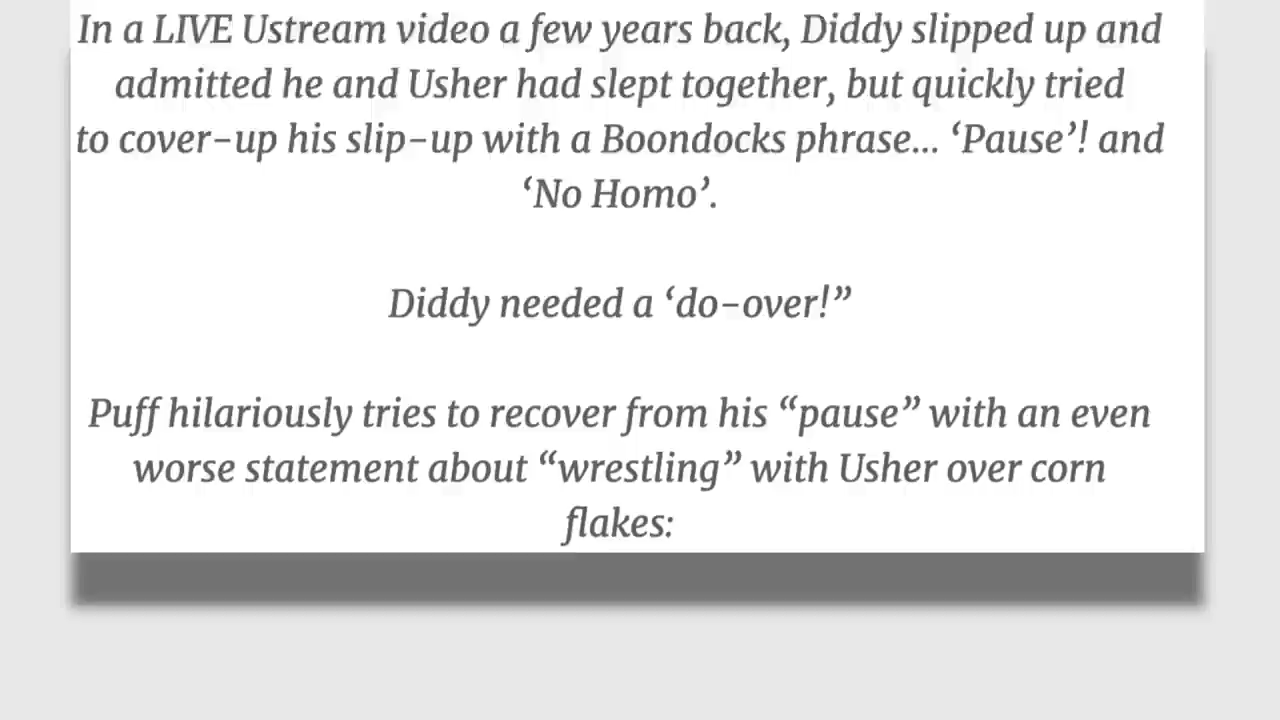 In a LIVE Ustream video a few years back, Diddy slipped up and
admitted he and Usher had slept together, but quickly tried
to cover-up his slip-up with a Boondocks phrase... ‘Pause’! and
‘No Homo’.
Diddy needed a ‘do-over!”
Puff hilariously tries to recover from his “pause” with an even
worse statement about “wrestling” with Usher over corn
flakes: